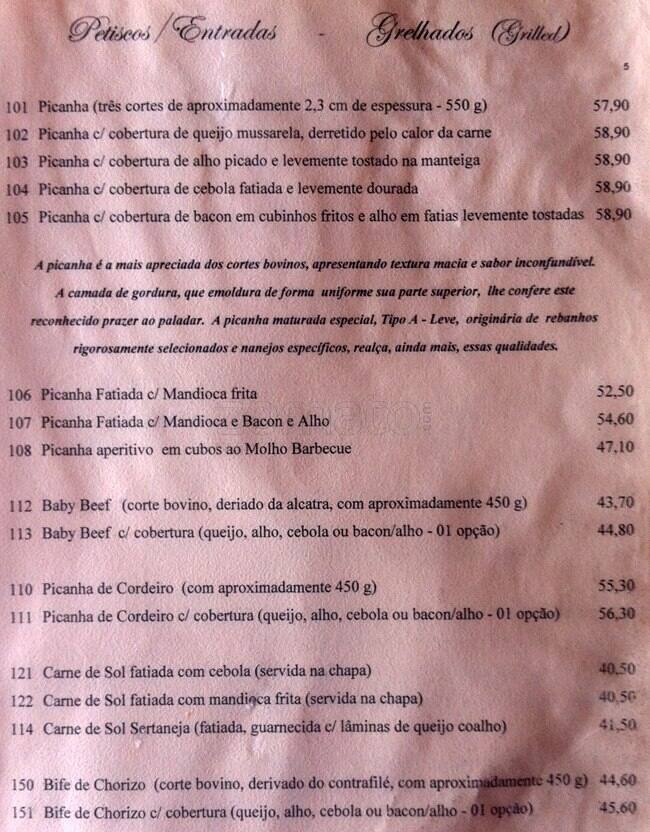 Petiscos/Entradas - Grelhados (Grilled)
5
101 Picanha (três cortes de aproximadamente 2,3 cm de espessura - 550 g) 57,90
102 Picanha c/ cobertura de queijo mussarela, derretido pelo calor da carne 58,90
103 Picanha c/ cobertura de alho picado e levemente tostado na manteiga 58,90
104 Picanha c/ cobertura de cebola fatiada e levemente dourada 58,90
105 Picanha c/ cobertura de bacon em cubinhos fritos e alho em fatias levemente tostadas 58,90
A picanha é a mais apreciada dos cortes bovinos, apresentando textura macia e sabor inconfundível.
A camada de gordura, que emoldura de forma uniforme sua parte superior, lhe confere este
reconhecido prazer ao paladar. A picanha maturada especial, Tipo A - Leve, originária de rebanhos
rigorosamente selecionados e nanejos específicos, realça, ainda mais, essas qualidades.
106 Picanha Fatiada c/ Mandioca frita 52,50
107 Picanha Fatiada c/ Mandioca e Bacon e Alho 54,60
108 Picanha aperitivo em cubos ao Molho Barbecue 47,10
112 Baby Beef (corte bovino, deriado da alcatra, com aproximadamente 450 g) 43,70
113 Baby Beef c/ cobertura (queijo, alho, cebola ou bacon/alho - 01 opção) 44,80
110 Picanha de Cordeiro (com aproximadamente 450 g) 55,30
111 Picanha de Cordeiro c/ cobertura (queijo, alho, cebola ou bacon/alho - 01 opção) 56,30
121 Carne de Sol fatiada com cebola (servida na chapa) 40,50
122 Carne de Sol fatiada com mandioca frita (servida na chapa) 40,50
114 Carne de Sol Sertaneja (fatiada, guarnecida c/ lâminas de queijo coalho) 41,50
150 Bife de Chorizo (corte bovino, derivado do contrafilé, com aproximadamente 450 g) 44,60
151 Bife de Chorizo c/ cobertura (queijo, alho, cebola ou bacon/alho - 01 opção) 45,60